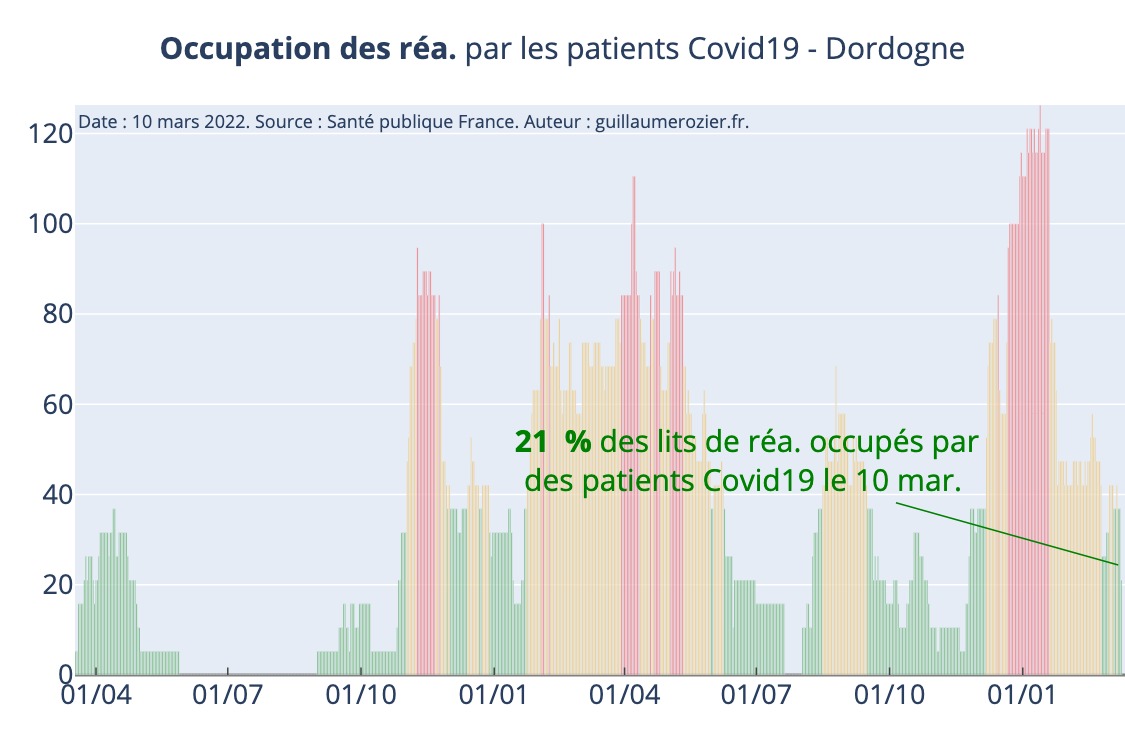 Occupation des réa. par les patients Covid19 - Dordogne
Date : 10 mars 2022. Source : Santé publique France. Auteur : guillaumerozier.fr.
120
100
80
60
40
20
0
21 % des lits de réa. occupés par
des patients Covid19 le 10 mar.
01/04 01/07 01/10 01/01 01/04 01/07 01/10 01/01